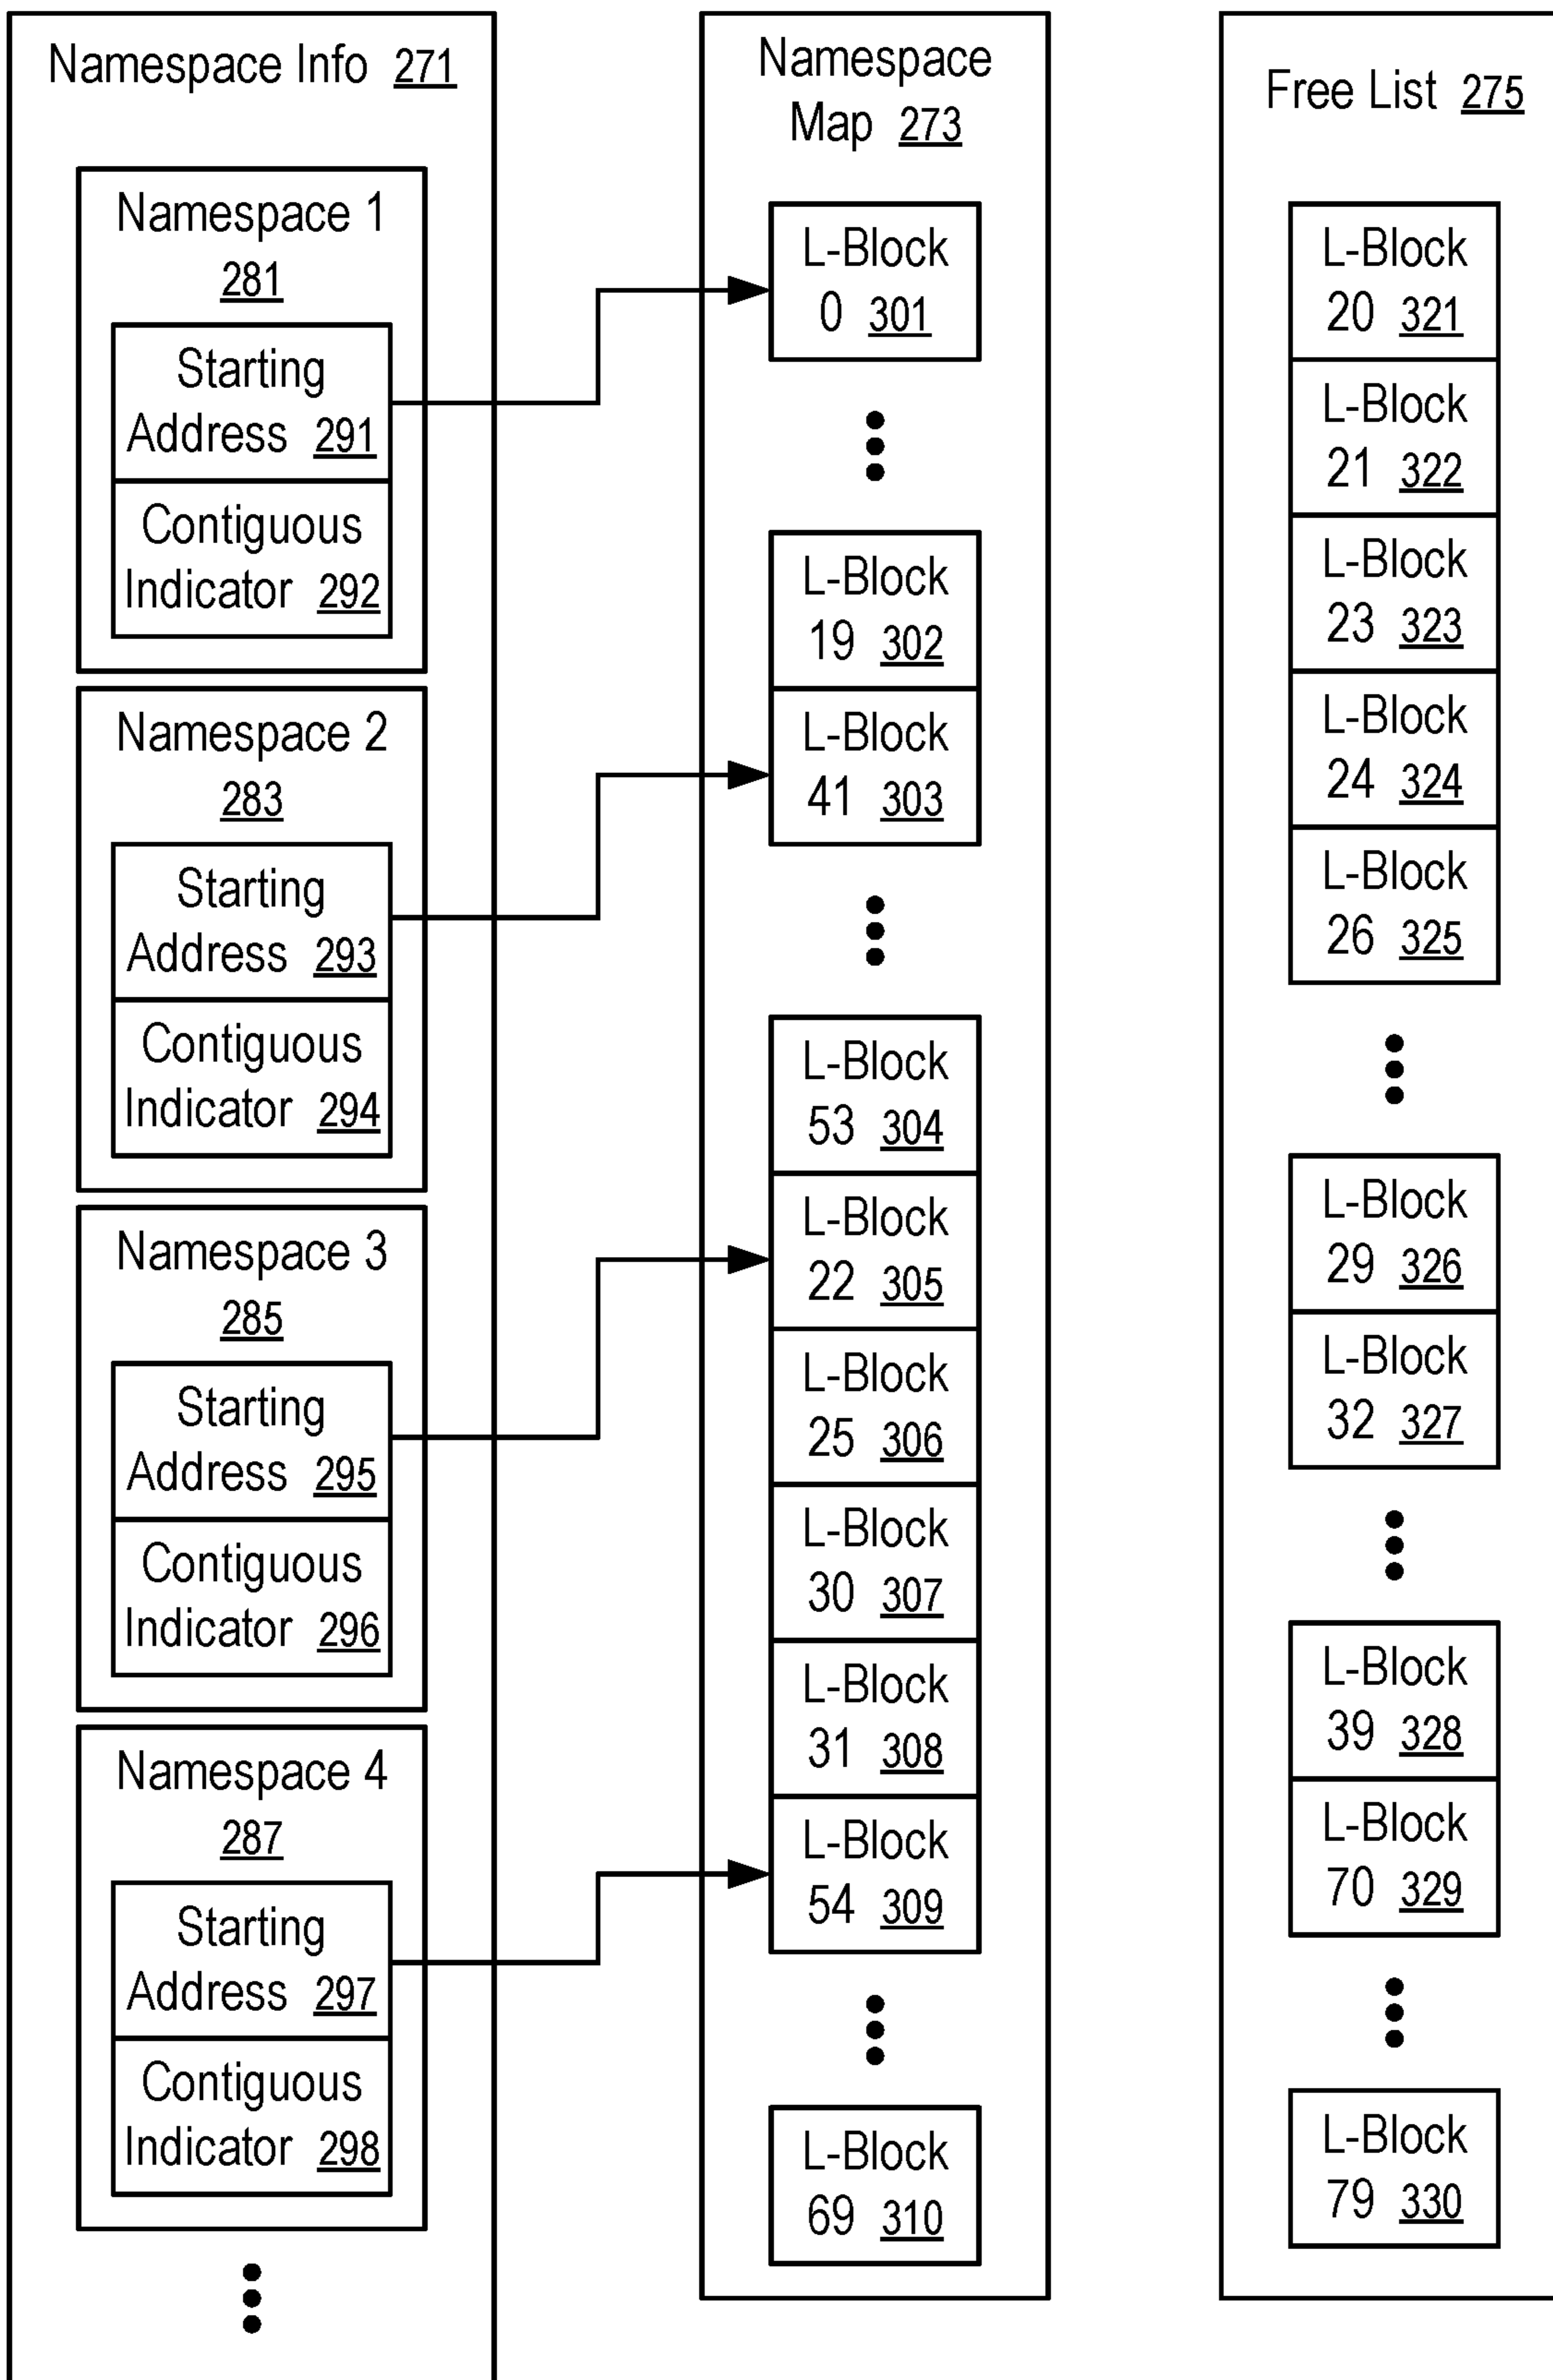 Namespace Info 271
Namespace 1
281
Starting
Address 291
Contiguous
Indicator 292
Namespace 2
283
Starting
Address 293
Contiguous
Indicator 294
Namespace 3
285
Starting
Address 295
Contiguous
Indicator 296
Namespace 4
287
Starting
Address 297
Contiguous
Indicator 298
Namespace
Map 273
L-Block
0 301
L-Block
19 302
L-Block
41 303
L-Block
53 304
L-Block
22 305
L-Block
25 306
L-Block
30 307
L-Block
31 308
L-Block
54 309
L-Block
69 310
Free List 275
L-Block
20 321
L-Block
21 322
L-Block
23 323
L-Block
24 324
L-Block
26 325
L-Block
29 326
L-Block
32 327
L-Block
39 328
L-Block
70 329
L-Block
79 330